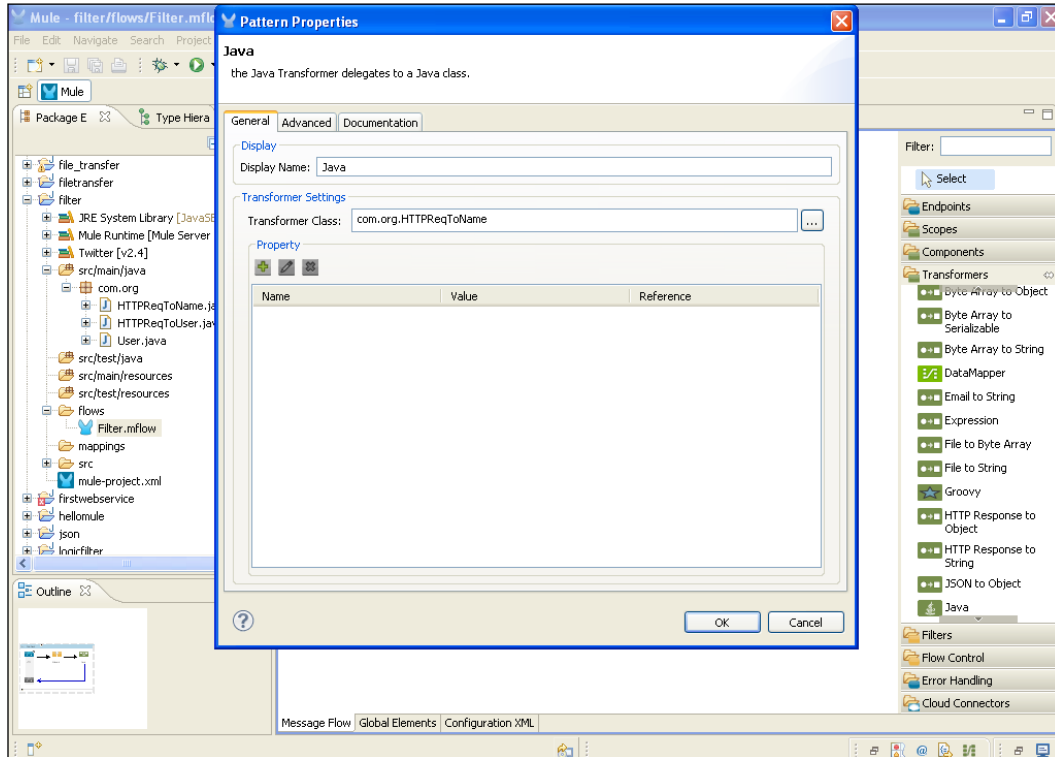 Mule - filter/flows/Filter.mflo
Pattern Properties
File Edit Navigate Search Project
Mule
Package E
Type Hiera
Java
the Java Transformer delegates to a Java class.
General Advanced Documentation
Display
Display Name: Java
Transformer Settings
Transformer Class: com.org.HTTPReqToName ...
Property
Name Value Reference
OK Cancel
file_transfer
filetransfer
filter
JRE System Library [JavaSE
Mule Runtime [Mule Server
Twitter [v2.4]
src/main/java
com.org
HTTPReqToName.ja
HTTPReqToUser.jav
User.java
src/test/java
src/main/resources
src/test/resources
flows
Filter.mflow
mappings
src
mule-project.xml
firstwebservice
hellomule
json
logicfilter
Outline
Filter:
Select
Endpoints
Scopes
Components
Transformers
Byte Array to Object
Byte Array to
Serializable
Byte Array to String
DataMapper
Email to String
Expression
File to Byte Array
File to String
Groovy
HTTP Response to
Object
HTTP Response to
String
JSON to Object
Java
Filters
Flow Control
Error Handling
Cloud Connectors
Message Flow Global Elements Configuration XML